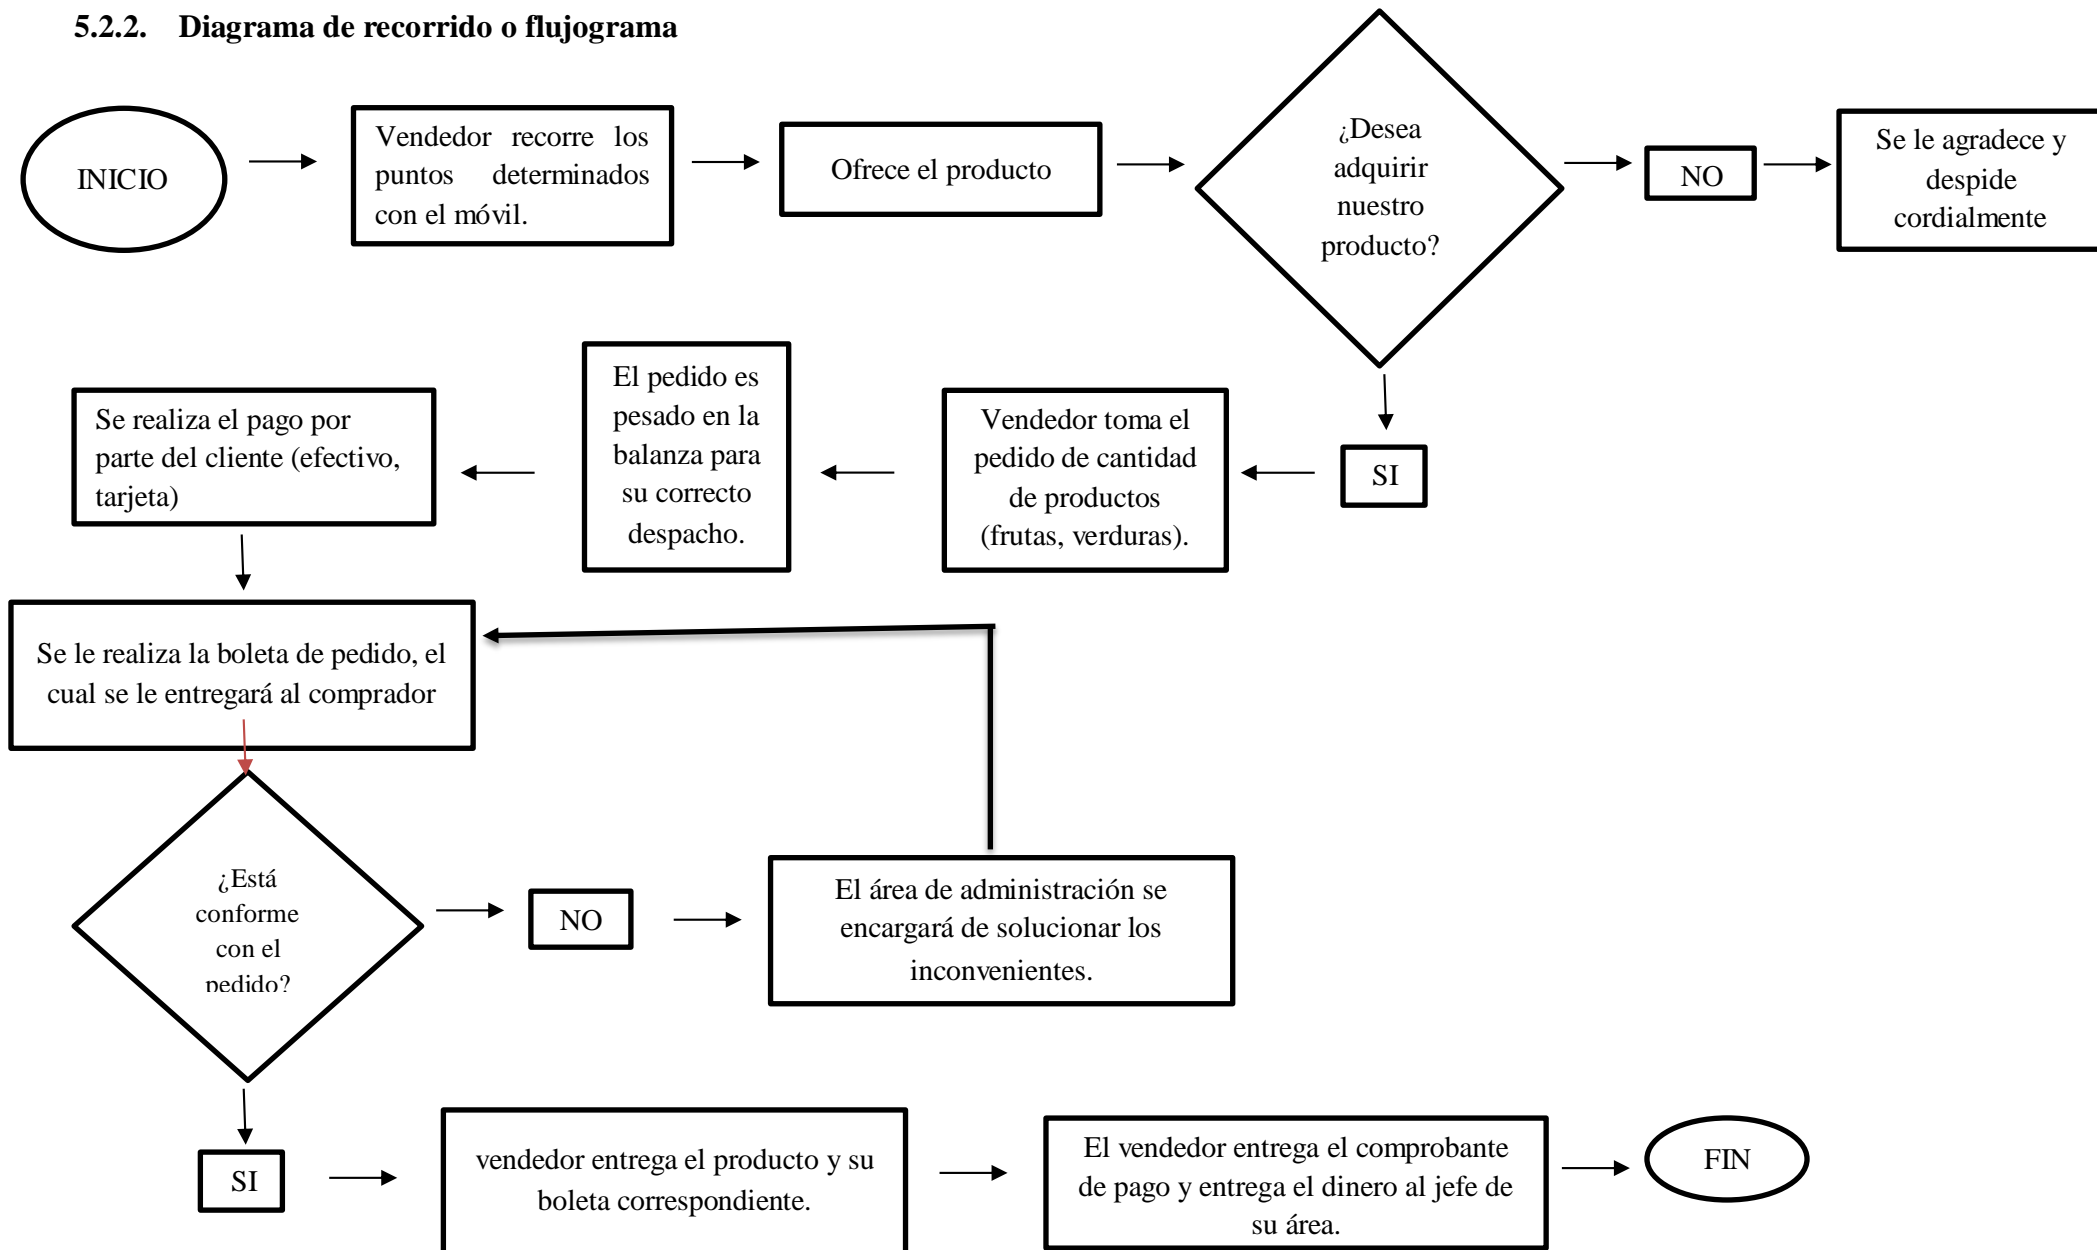 5.2.2. Diagrama de recorrido o flujograma
INICIO
Vendedor recorre los
puntos determinados
con el móvil.
Ofrece el producto
¿Desea
adquirir
nuestro
producto?
NO
Se le agradece y
despide
cordialmente
SI
Vendedor toma el
pedido de cantidad
de productos
(frutas, verduras).
El pedido es
pesado en la
balanza para
su correcto
despacho.
Se realiza el pago por
parte del cliente (efectivo,
tarjeta)
Se le realiza la boleta de pedido, el
cual se le entregará al comprador
¿Está
conforme
con el
pedido?
NO
El área de administración se
encargará de solucionar los
inconvenientes.
SI
vendedor entrega el producto y su
boleta correspondiente.
El vendedor entrega el comprobante
de pago y entrega el dinero al jefe de
su área.
FIN